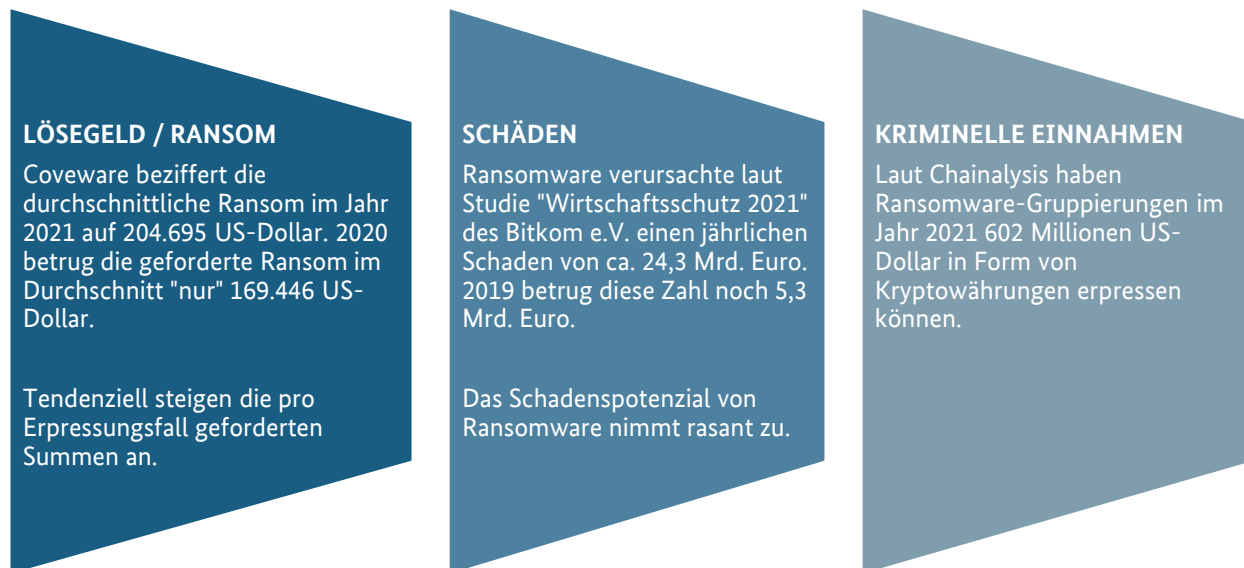 LÖSEGELD / RANSOM
Coveware beziffert die
durchschnittliche Ransom im Jahr
2021 auf 204.695 US-Dollar. 2020
betrug die geforderte Ransom im
Durchschnitt "nur" 169.446 US-
Dollar.
Tendenziell steigen die pro
Erpressungsfall geforderten
Summen an.
SCHÄDEN
Ransomware verursachte laut
Studie "Wirtschaftsschutz 2021"
des Bitkom e.V. einen jährlichen
Schaden von ca. 24,3 Mrd. Euro.
2019 betrug diese Zahl noch 5,3
Mrd. Euro.
Das Schadenspotenzial von
Ransomware nimmt rasant zu.
KRIMINELLE EINNAHMEN
Laut Chainalysis haben
Ransomware-Gruppierungen im
Jahr 2021 602 Millionen US-
Dollar in Form von
Kryptowährungen erpressen
können.